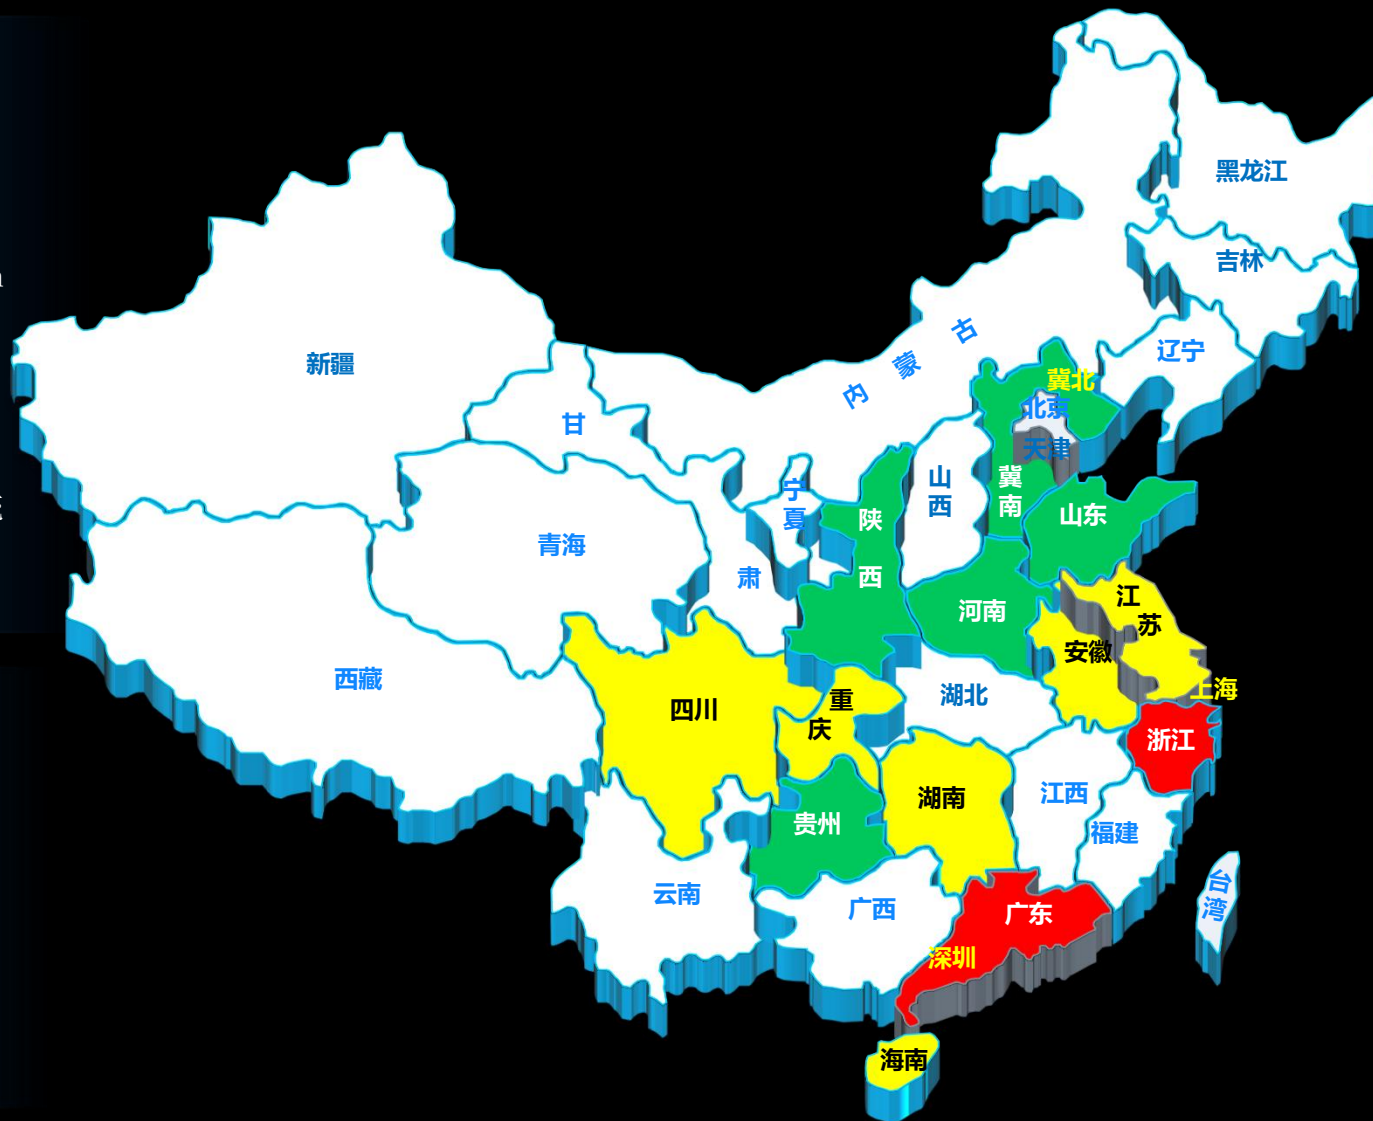 黑龙江
吉林
辽宁
内蒙古
新疆
甘
肃
冀北
北京
天津
冀南
山西
宁夏
陕西
青海
山东
河南
江苏
安徽
上海
西藏
四川
重庆
湖北
浙江
湖南
江西
贵州
福建
云南
广西
广东
台湾
深圳
海南